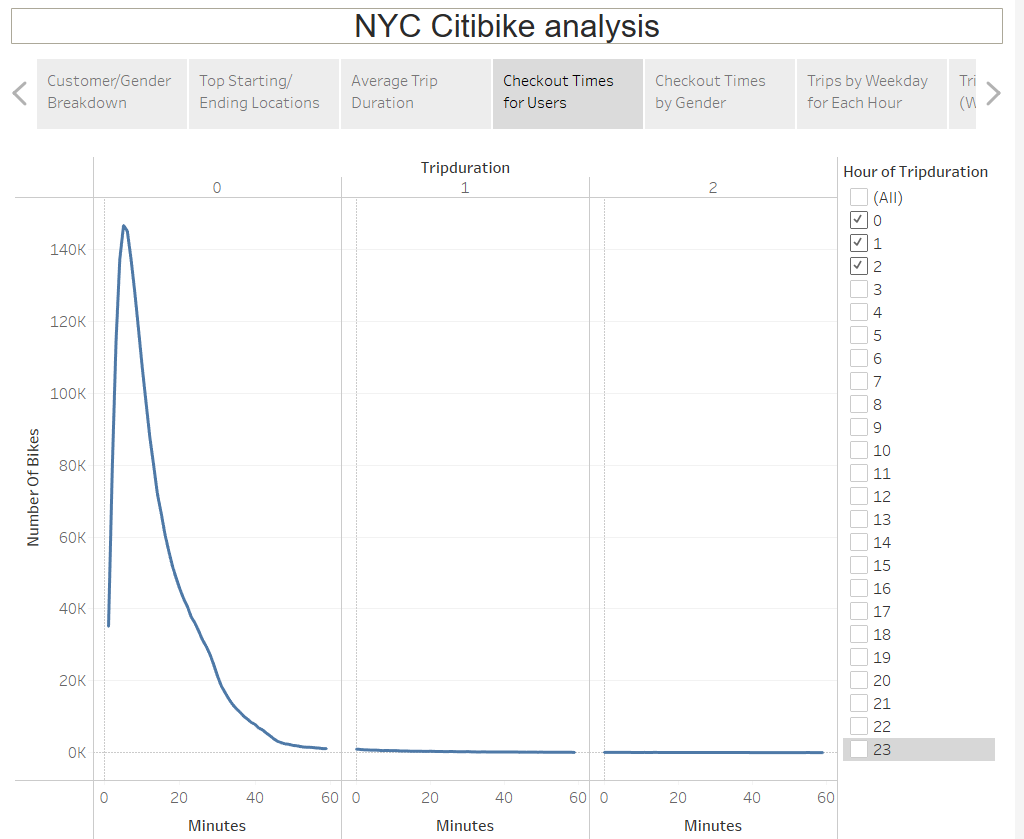 NYC Citibike analysis
Customer/Gender
Breakdown
Top Starting/
Ending Locations
Average Trip
Duration
Checkout Times
for Users
Checkout Times
by Gender
Trips by Weekday
for Each Hour
Tri
(W
Tripduration
0 1 2
Number Of Bikes
140K
120K
100K
80K
60K
40K
20K
0K
0 20 40 60 0 20 40 60 0 20 40 60
Minutes Minutes Minutes
Hour of Tripduration
(All)
0
1
2
3
4
5
6
7
8
9
10
11
12
13
14
15
16
17
18
19
20
21
22
23